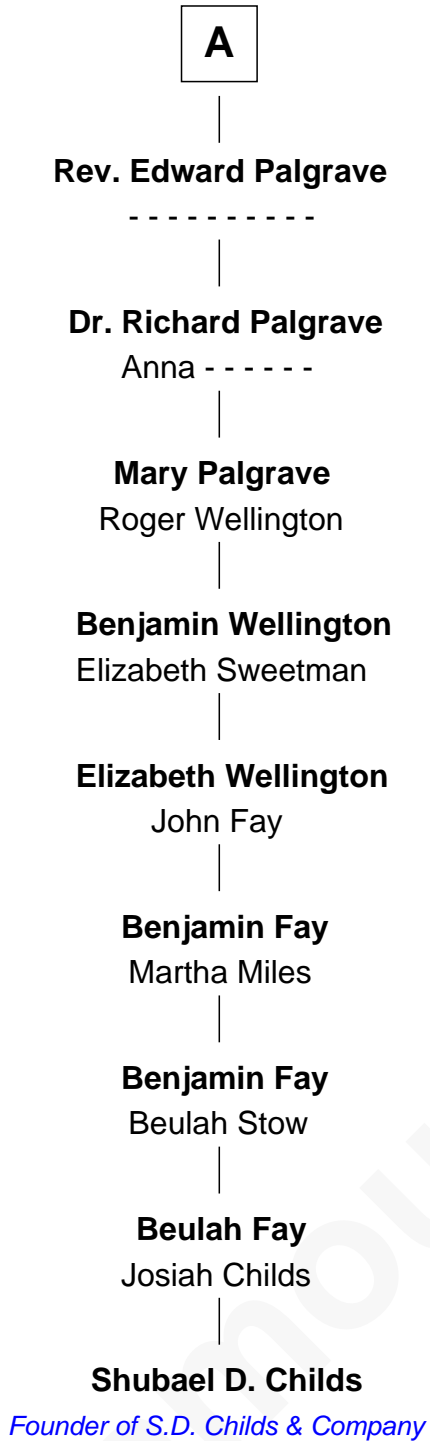 A
Rev. Edward Palgrave
- - - - - - - - - -
Dr. Richard Palgrave
Anna - - - - - -
Mary Palgrave
Roger Wellington
Benjamin Wellington
Elizabeth Sweetman
Elizabeth Wellington
John Fay
Benjamin Fay
Martha Miles
Benjamin Fay
Beulah Stow
Beulah Fay
Josiah Childs
Shubael D. Childs
Founder of S.D. Childs & Company